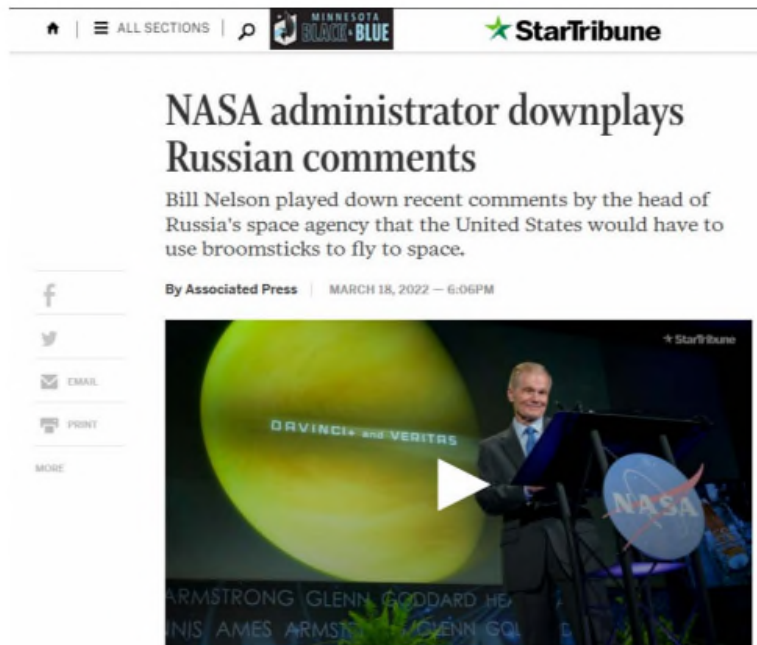 ALL SECTIONS
MINNESOTA
BLACK & BLUE
StarTribune
NASA administrator downplays
Russian comments
Bill Nelson played down recent comments by the head of
Russia's space agency that the United States would have to
use broomsticks to fly to space.
By Associated Press | MARCH 18, 2022 — 6:06PM
EMAIL
PRINT
MORE
StarTribune
DAVINCI+ and VERITAS
NASA
ARMSTRONG GLENN GODDARD
AMES GLENN